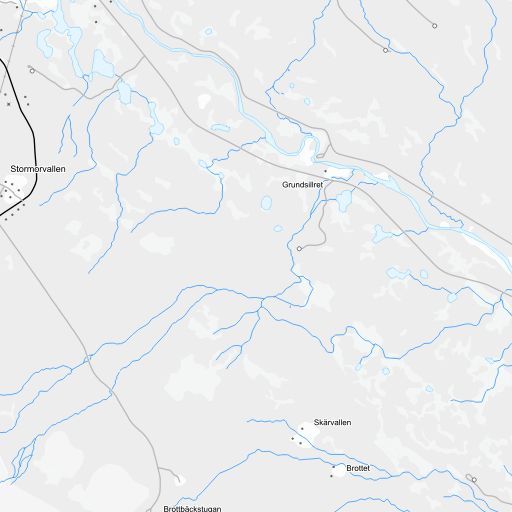 Stormorvallen
Grundsillret
Skärvallen
Brottet
Brottbäckstugan